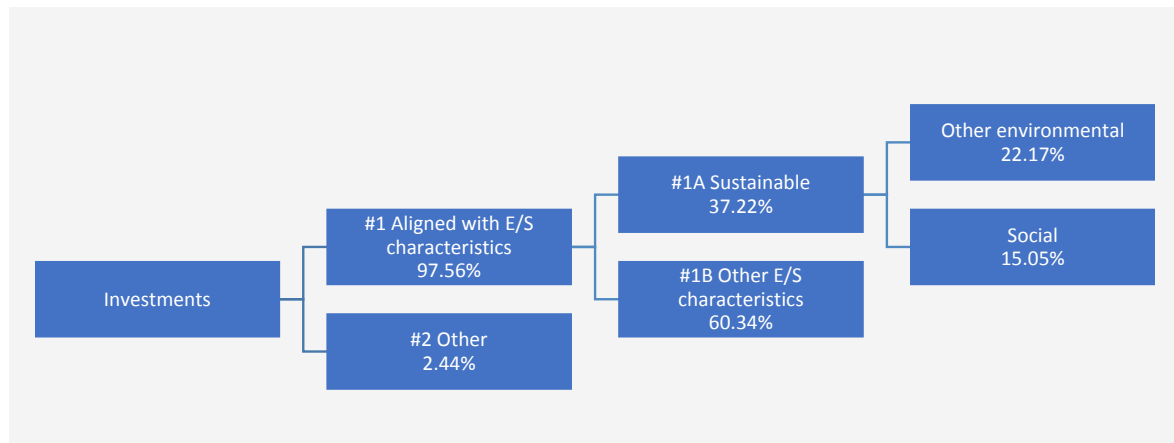 Investments
#1 Aligned with E/S
characteristics
97.56%
#2 Other
2.44%
#1A Sustainable
37.22%
#1B Other E/S
characteristics
60.34%
Other environmental
22.17%
Social
15.05%